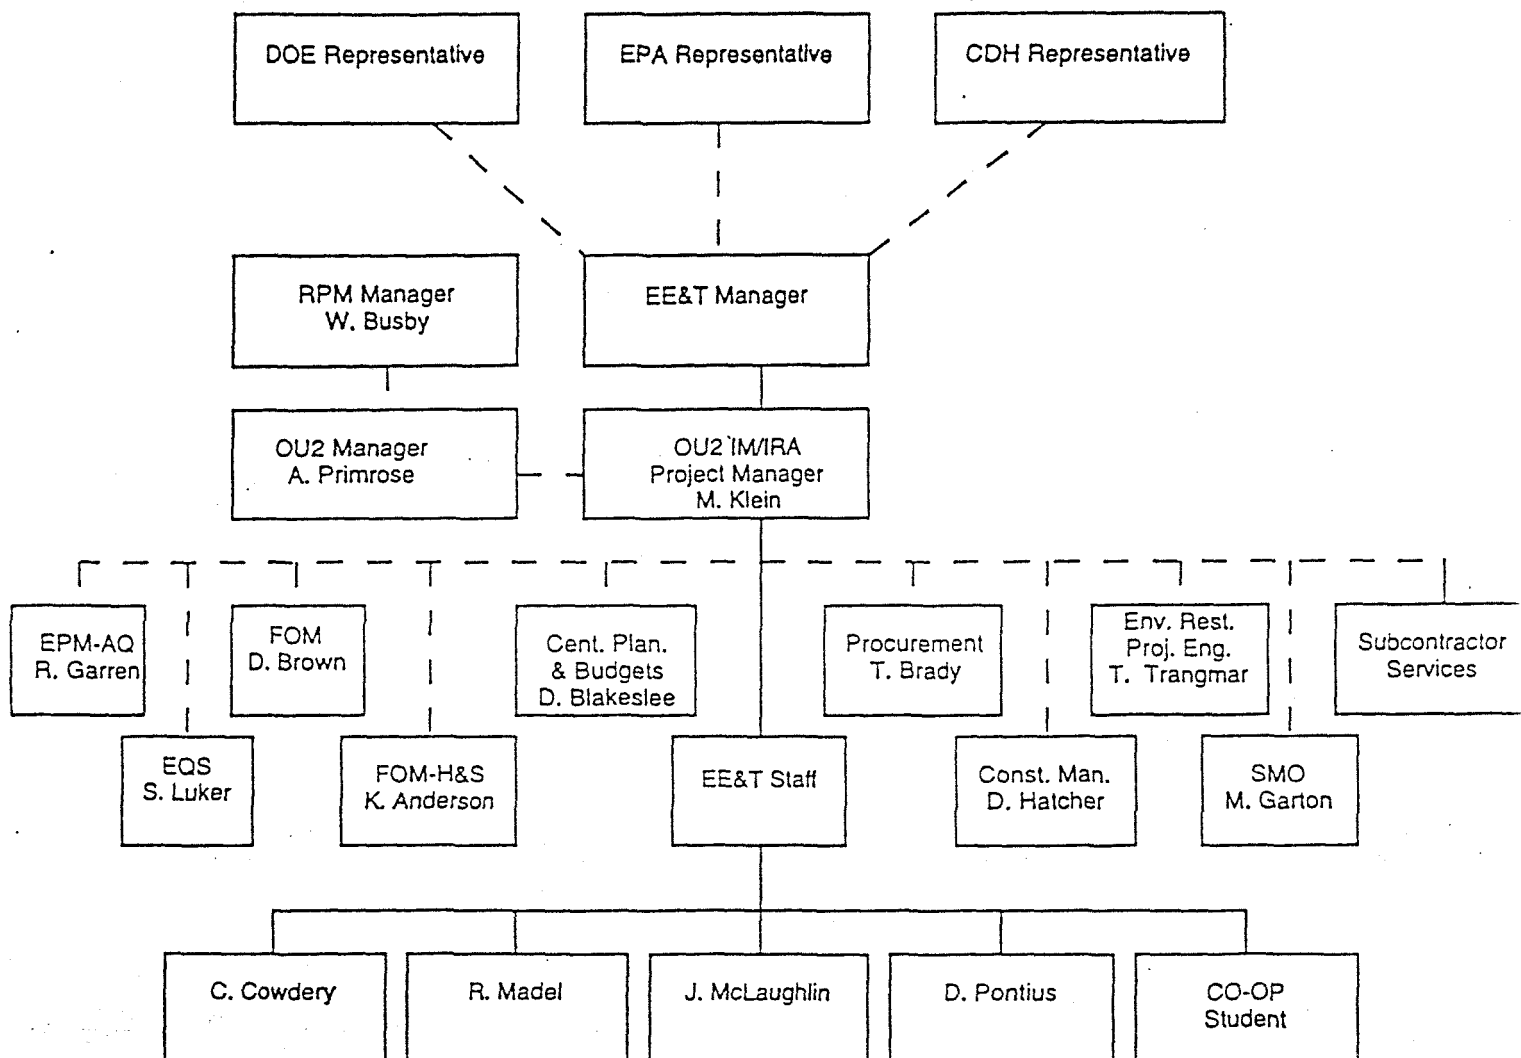 DOE Representative
EPA Representative
CDH Representative
RPM Manager
W. Busby
EE&T Manager
OU2 Manager
A. Primrose
OU2 IM/IRA
Project Manager
M. Klein
EPM-AQ
R. Garren
FOM
D. Brown
Cent. Plan.
& Budgets
D. Blakeslee
Procurement
T. Brady
Env. Rest.
Proj. Eng.
T. Trangmar
Subcontractor
Services
EQS
S. Luker
FOM-H&S
K. Anderson
EE&T Staff
Const. Man.
D. Hatcher
SMO
M. Garton
C. Cowdery
R. Madel
J. McLaughlin
D. Pontius
CO-OP
Student